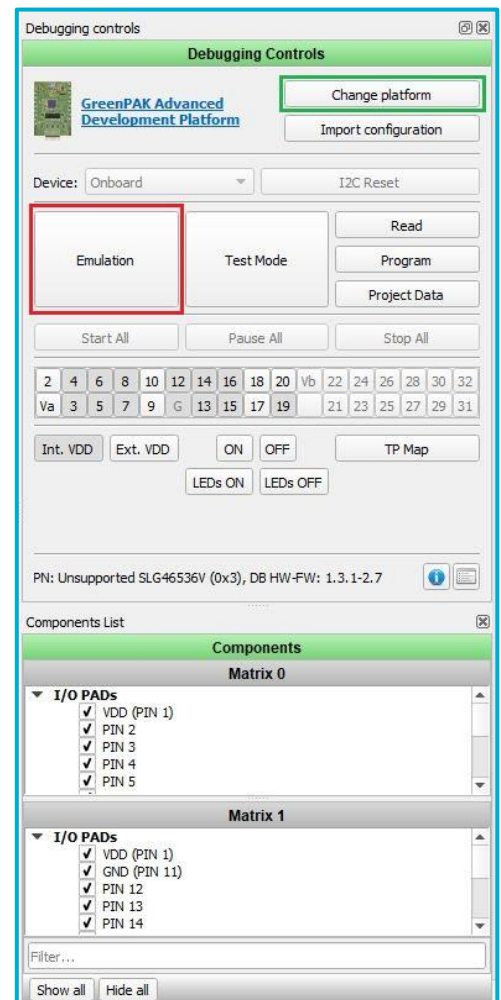 Debugging controls
Debugging Controls
GreenPAK Advanced
Development Platform
Change platform
Import configuration
Device: Onboard
I2C Reset
Emulation
Test Mode
Read
Program
Project Data
Start All
Pause All
Stop All
2 4 6 8 10 12 14 16 18 20 Vb 22 24 26 28 30 32
Va 3 5 7 9 G 13 15 17 19 21 23 25 27 29 31
Int. VDD Ext. VDD ON OFF TP Map
LEDs ON LEDs OFF
PN: Unsupported SLG46536V (0x3), DB HW-FW: 1.3.1-2.7
Components List
Components
Matrix 0
I/O PADs
VDD (PIN 1)
PIN 2
PIN 3
PIN 4
PIN 5
Matrix 1
I/O PADs
VDD (PIN 1)
GND (PIN 11)
PIN 12
PIN 13
PIN 14
Filter...
Show all Hide all